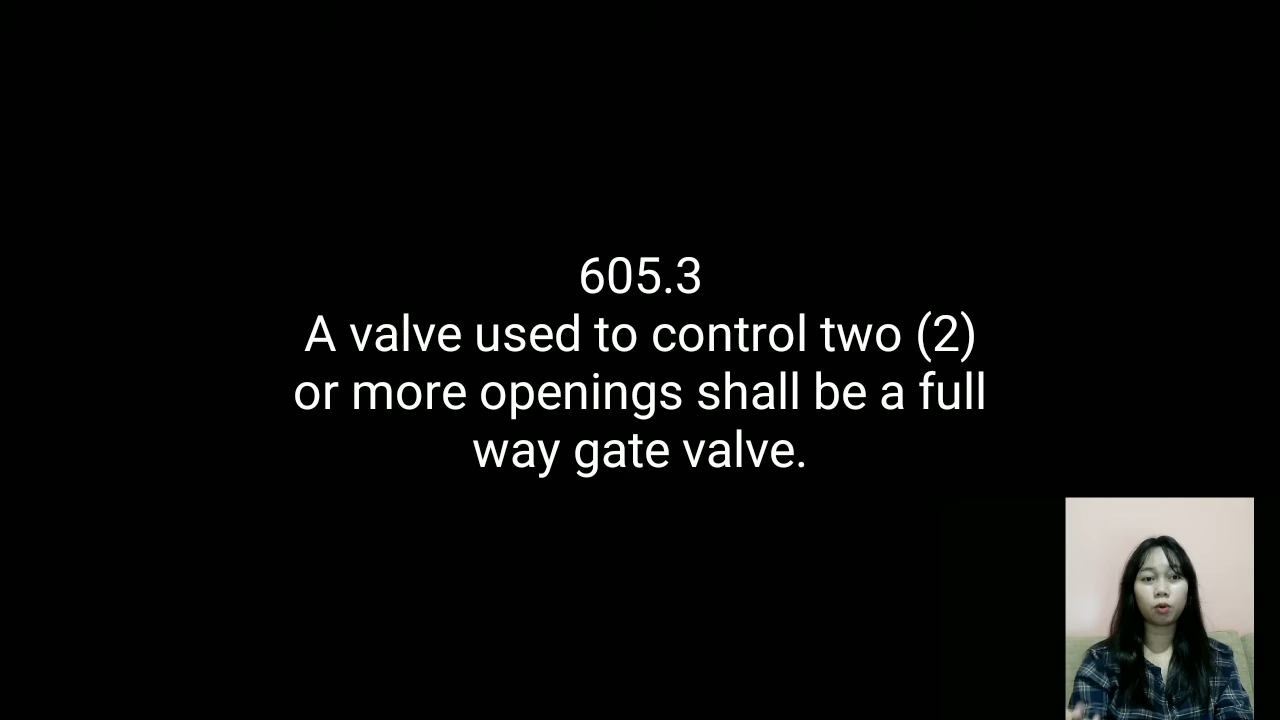 605.3
A valve used to control two (2)
or more openings shall be a full
way gate valve.